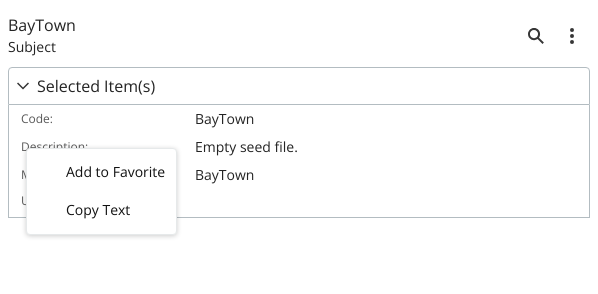 BayTown
Subject
Selected Item(s)
Code: BayTown
Description: Empty seed file.
BayTown
Add to Favorite
Copy Text